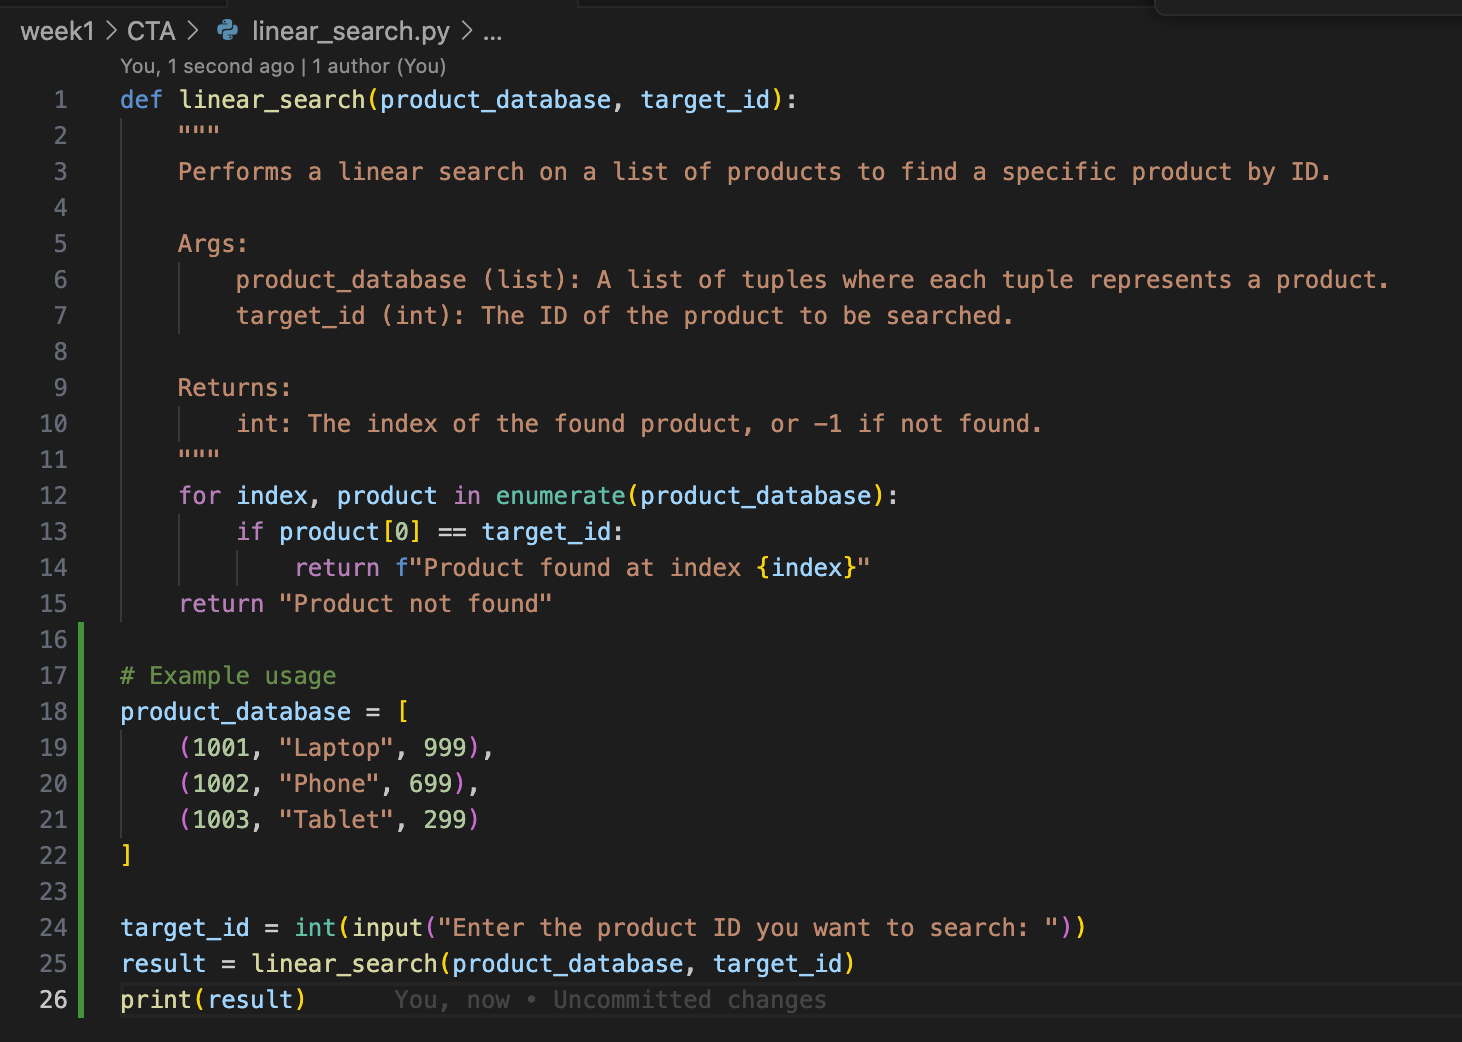 week1 > CTA > linear_search.py > ...
You, 1 second ago | 1 author (You)
1 def linear_search(product_database, target_id):
2     """
3     Performs a linear search on a list of products to find a specific product by ID.
4
5     Args:
6         product_database (list): A list of tuples where each tuple represents a product.
7         target_id (int): The ID of the product to be searched.
8
9     Returns:
10         int: The index of the found product, or -1 if not found.
11     """
12     for index, product in enumerate(product_database):
13         if product[0] == target_id:
14             return f"Product found at index {index}"
15     return "Product not found"
16
17 # Example usage
18 product_database = [
19     (1001, "Laptop", 999),
20     (1002, "Phone", 699),
21     (1003, "Tablet", 299)
22 ]
23
24 target_id = int(input("Enter the product ID you want to search: "))
25 result = linear_search(product_database, target_id)
26 print(result) You, now • Uncommitted changes